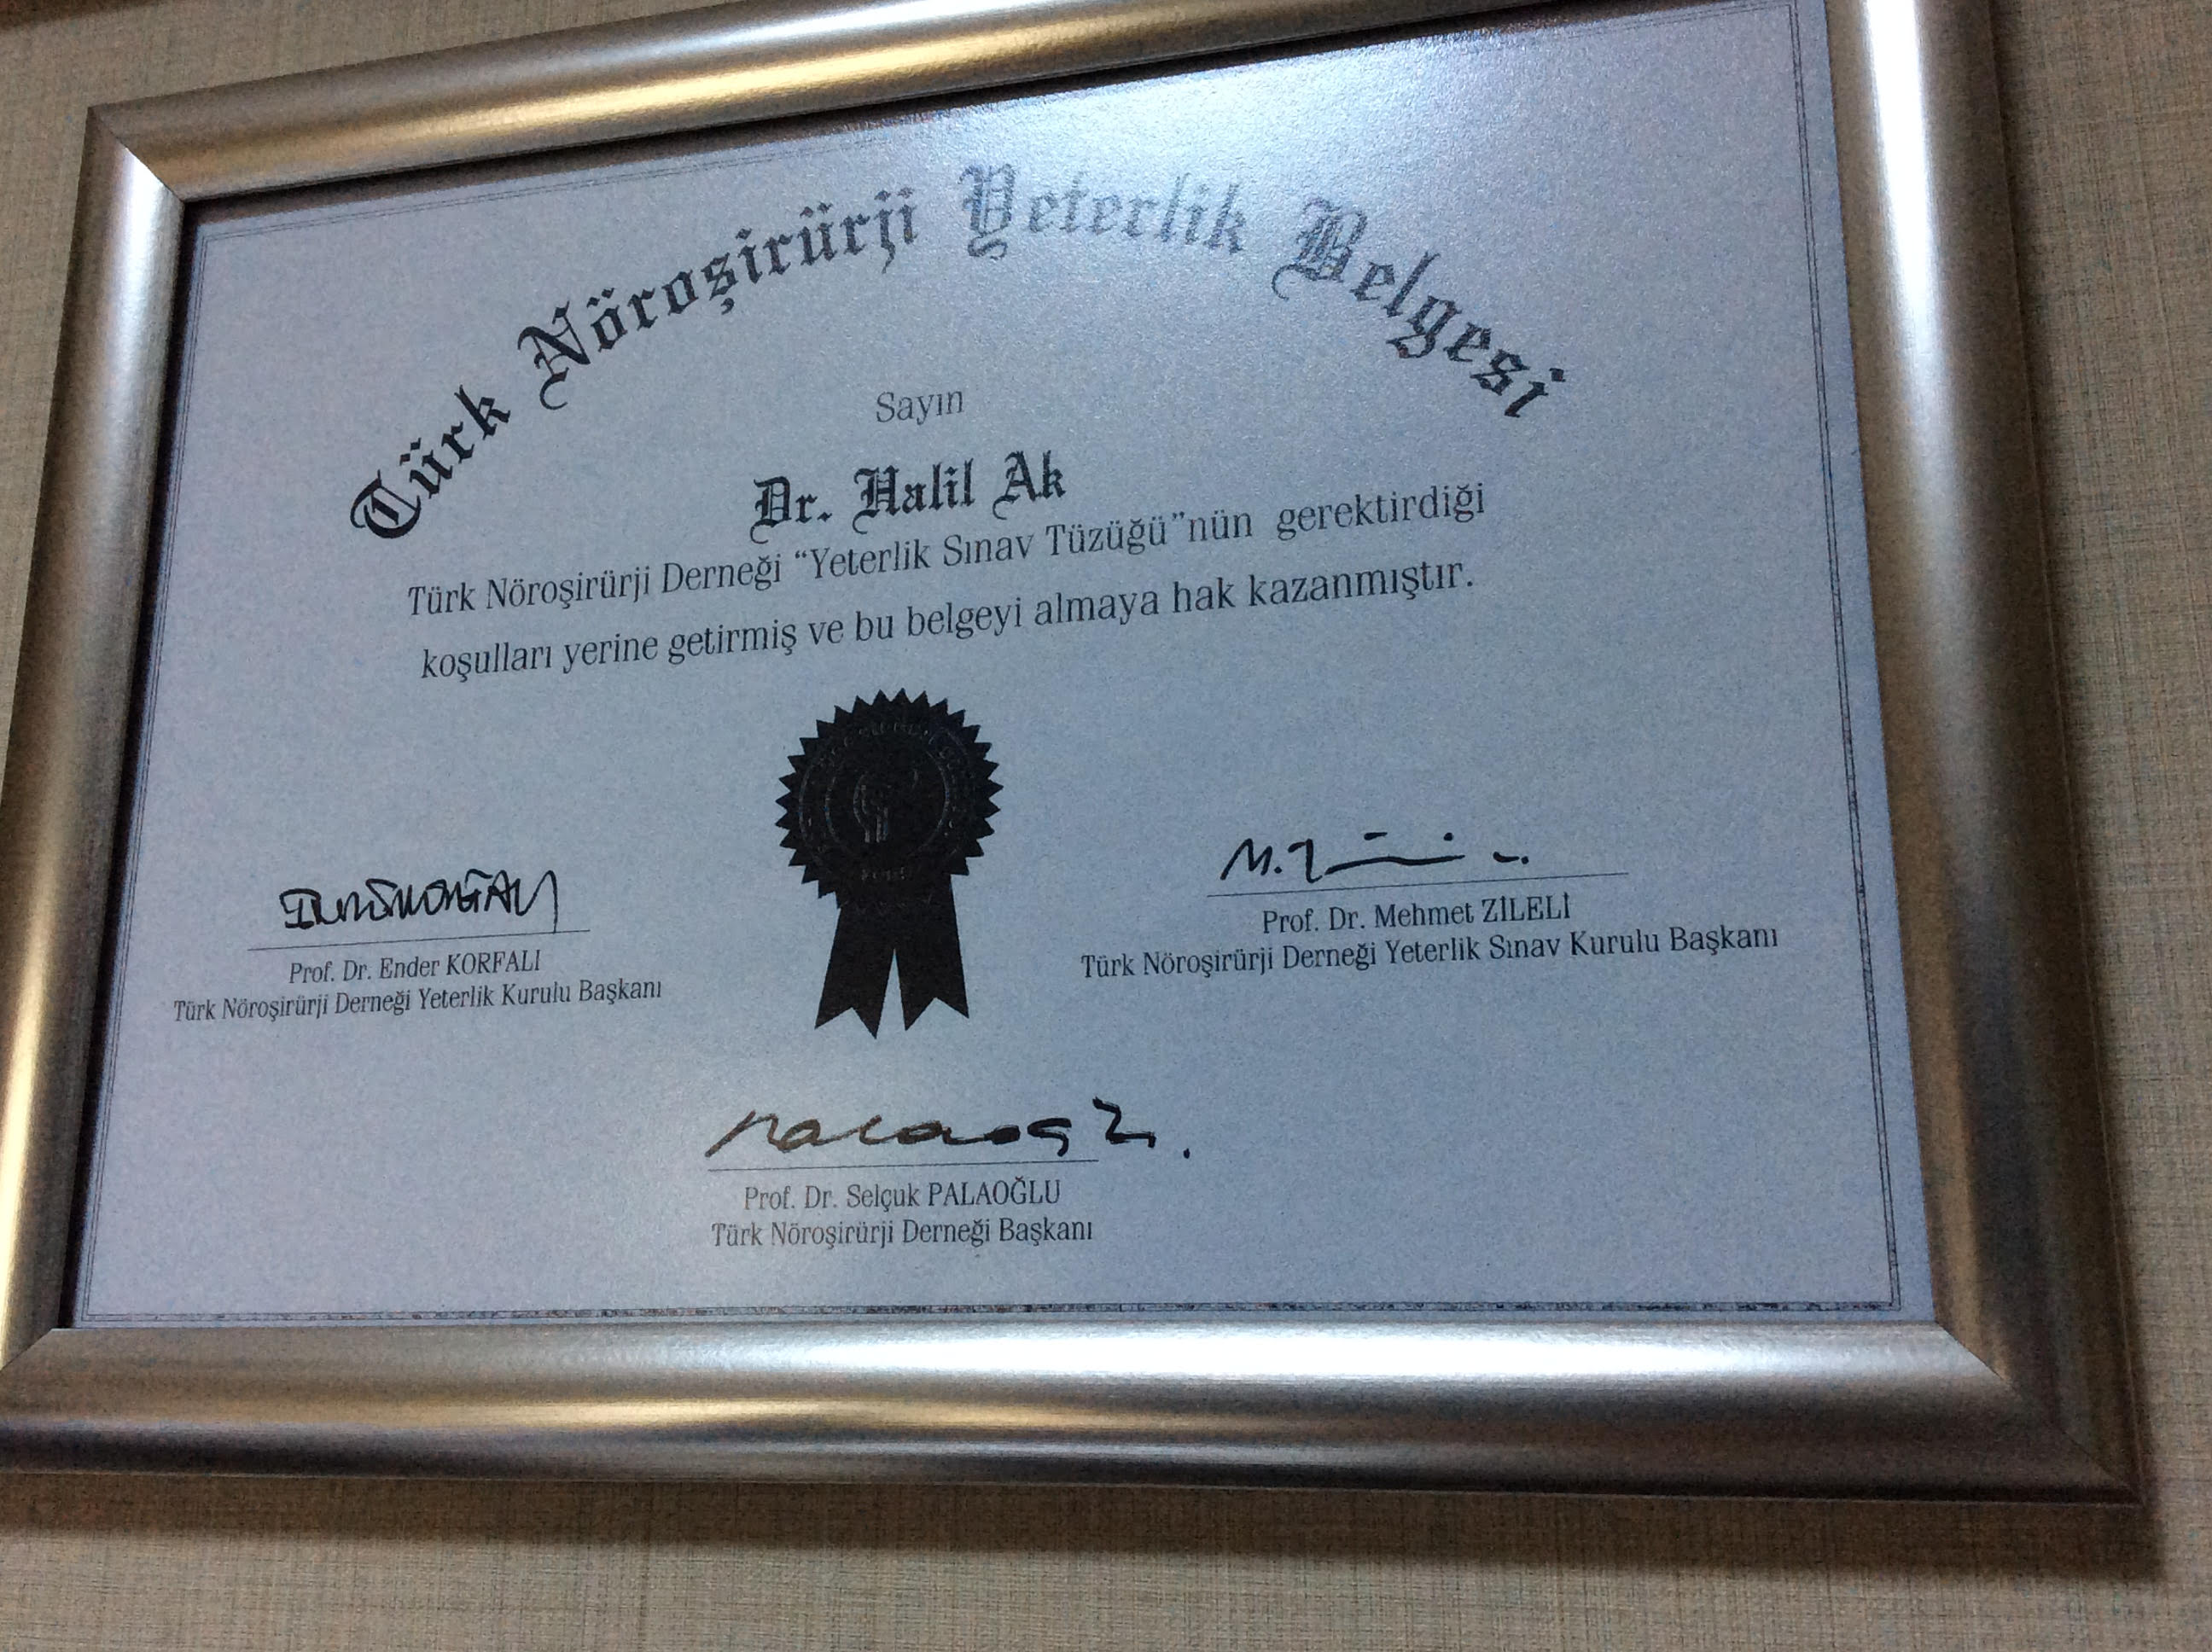 Türk Nöroşirürji Yeterlik Belgesi
Sayın
Dr. Halil Ak
Türk Nöroşirürji Derneği “Yeterlik Sınav Tüzüğü”nün gerektirdiği
koşulları yerine getirmiş ve bu belgeyi almaya hak kazanmıştır.
Prof. Dr. Ender KORFALI
Türk Nöroşirürji Derneği Yeterlik Kurulu Başkanı
Prof. Dr. Mehmet ZİLELİ
Türk Nöroşirürji Derneği Yeterlik Sınav Kurulu Başkanı
Prof. Dr. Selçuk PALAOĞLU
Türk Nöroşirürji Derneği Başkanı